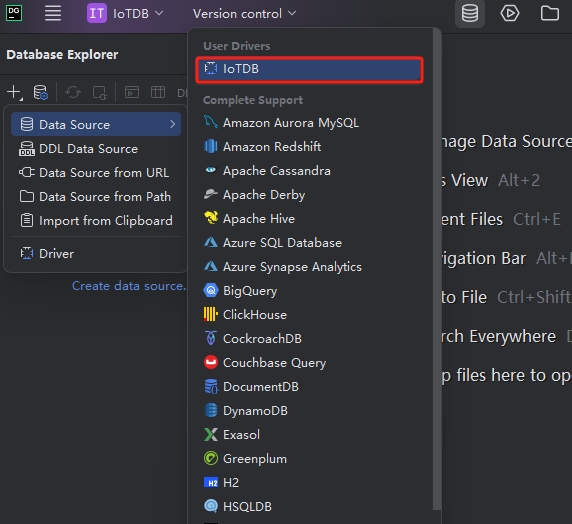 DG
IT IoTDB
Version control
Database Explorer
User Drivers
IoTDB
Complete Support
Amazon Aurora MySQL
Amazon Redshift
Apache Cassandra
Apache Derby
Apache Hive
Azure SQL Database
Azure Synapse Analytics
BigQuery
ClickHouse
CockroachDB
Couchbase Query
DocumentDB
DynamoDB
Exasol
Greenplum
H2 H2
HSQLDB
Data Source
DDL Data Source
Data Source from URL
Data Source from Path
Import from Clipboard
Driver
Create data source.
nage Data Source
s View Alt+2
ent Files Ctrl+E
vigation Bar Alt+
to File Ctrl+Shift
rch Everywhere
p files here to ope